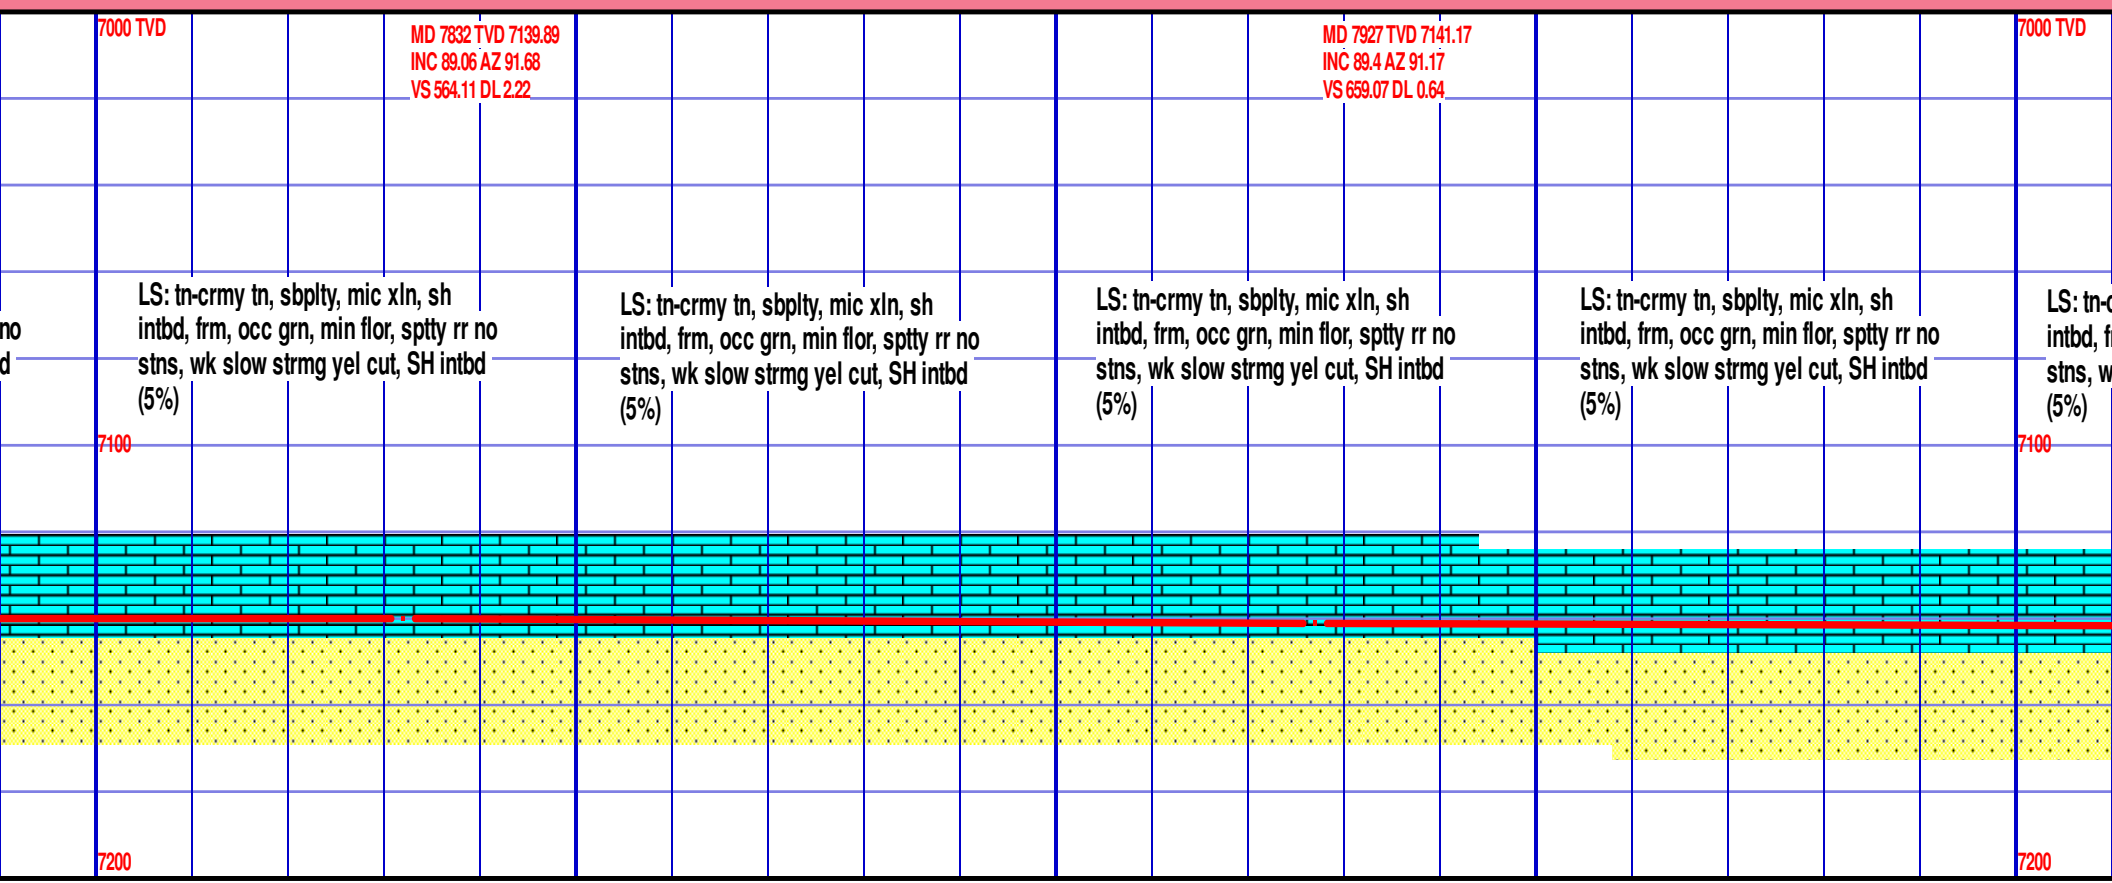 7000 TVD
MD 7832 TVD 7139.89
INC 89.06 AZ 91.68
VS 564.11 DL 2.22
MD 7927 TVD 7141.17
INC 89.4 AZ 91.17
VS 659.07 DL 0.64
7000 TVD
no
d
LS: tn-crmy tn, sbplty, mic xln, sh
intbd, frm, occ grn, min flor, sptty rr no
stns, wk slow strmg yel cut, SH intbd
(5%)
LS: tn-crmy tn, sbplty, mic xln, sh
intbd, frm, occ grn, min flor, sptty rr no
stns, wk slow strmg yel cut, SH intbd
(5%)
LS: tn-crmy tn, sbplty, mic xln, sh
intbd, frm, occ grn, min flor, sptty rr no
stns, wk slow strmg yel cut, SH intbd
(5%)
LS: tn-crmy tn, sbplty, mic xln, sh
intbd, frm, occ grn, min flor, sptty rr no
stns, wk slow strmg yel cut, SH intbd
(5%)
LS: tn-c
intbd, f
stns, w
(5%)
7100
7100
7200
7200